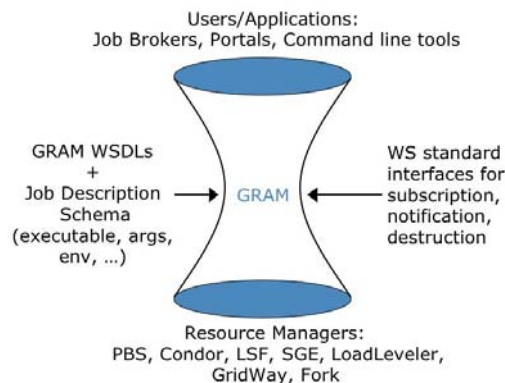 Users/Applications:
Job Brokers, Portals, Command line tools
GRAM WSDLs
+
Job Description
Schema
(executable, args,
env, ...)
GRAM
WS standard
interfaces for
subscription,
notification,
destruction
Resource Managers:
PBS, Condor, LSF, SGE, LoadLeveler,
GridWay, Fork